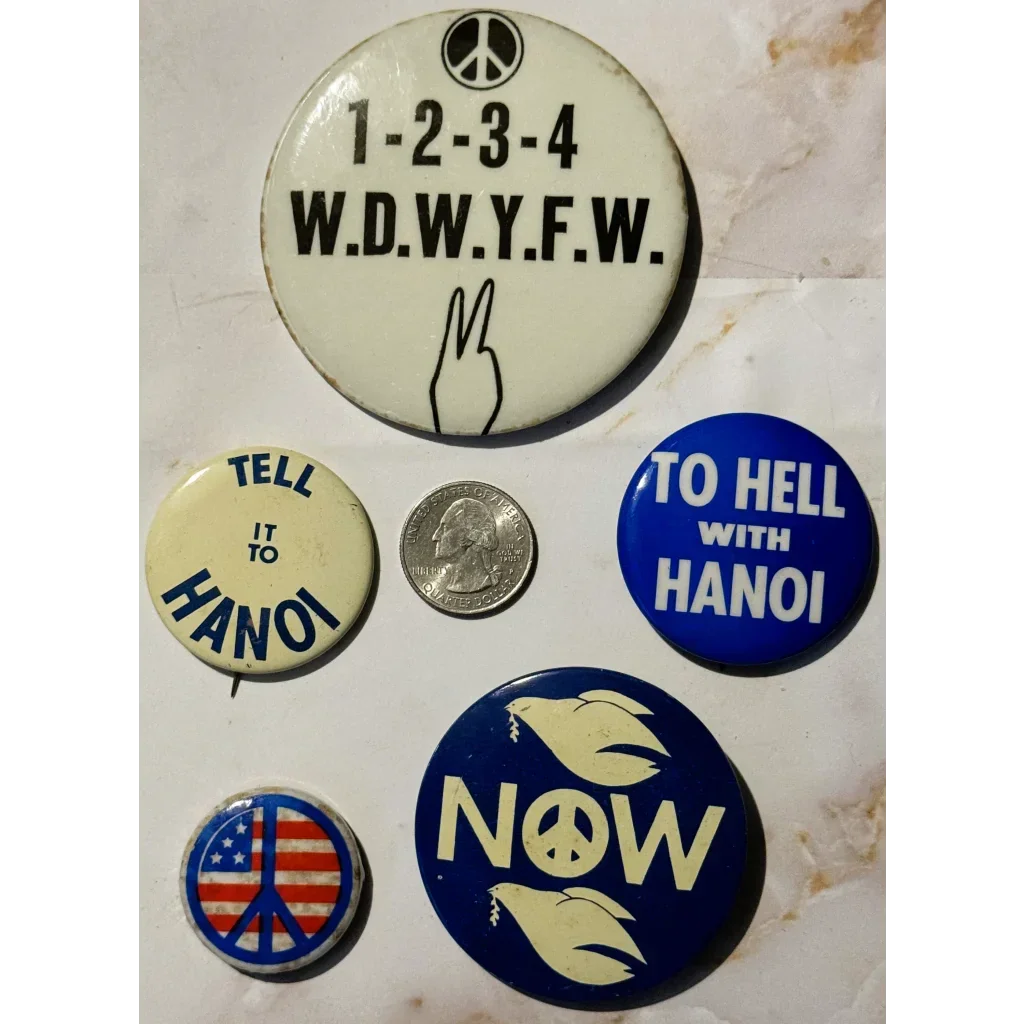 1-2-3-4
W.D.W.Y.F.W.
TELL
IT
TO
HANOI
UNITED STATES OF AMERICA
LIBERTY
IN
GOD WE
TRUST
P
QUARTER DOLLAR
TO HELL
WITH
HANOI
NOW